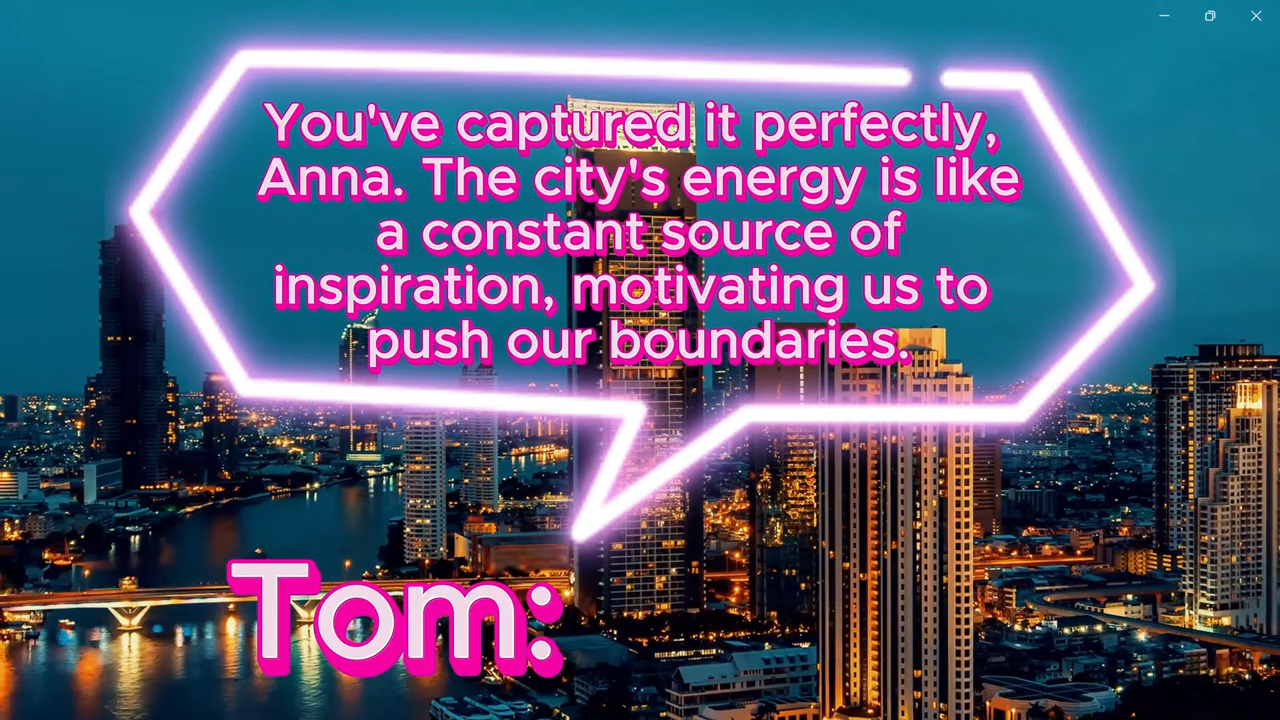 You've captured it perfectly,
Anna. The city's energy is like
a constant source of
inspiration, motivating us to
push our boundaries.
Tom: